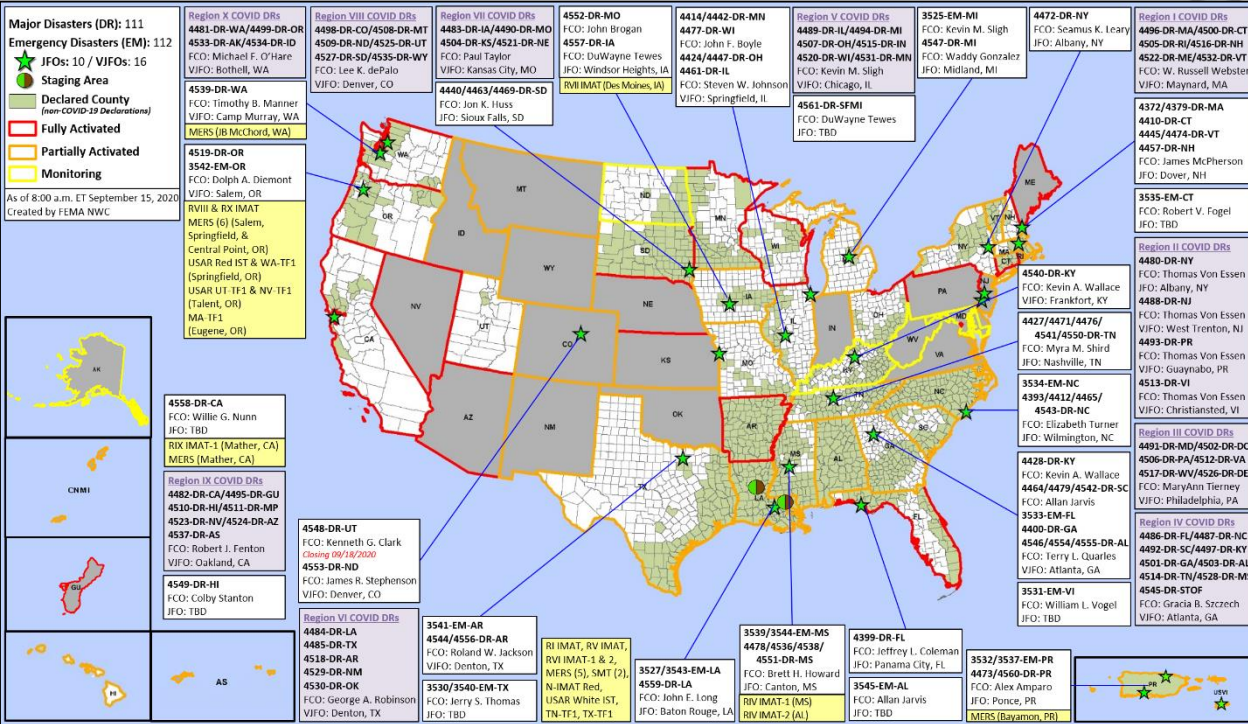 Major Disasters (DR): 111
Emergency Disasters (EM): 112
JFOs: 10 / VJFOs: 16
Staging Area
Declared County
(non-COVID-19 Declarations)
Fully Activated
Partially Activated
Monitoring
As of 8:00 a.m. ET September 15, 2020
Created by FEMA NWC
Region X COVID DRs
4481-DR-WA/4499-DR-OR
4533-DR-AK/4534-DR-ID
FCO: Michael F. O'Hare
VJFO: Bothell, WA
Region VIII COVID DRs
4498-DR-CO/4508-DR-MT
4509-DR-ND/4525-DR-UT
4527-DR-SD/4535-DR-WY
FCO: Lee K. dePalo
VJFO: Denver, CO
Region VII COVID DRs
4483-DR-IA/4490-DR-MO
4504-DR-KS/4521-DR-NE
FCO: Paul Taylor
VJFO: Kansas City, MO
4552-DR-MO
FCO: John Brogan
4557-DR-IA
FCO: DuWayne Tewes
JFO: Windsor Heights, IA
RVII IMAT (Des Moines, IA)
4414/4442-DR-MN
4477-DR-WI
FCO: John F. Boyle
4424/4447-DR-OH
4461-DR-IL
FCO: Steven W. Johnson
VJFO: Springfield, IL
Region V COVID DRs
4489-DR-IL/4494-DR-MI
4507-DR-OH/4515-DR-IN
4520-DR-WI/4531-DR-MN
FCO: Kevin M. Sligh
VJFO: Chicago, IL
3525-EM-MI
FCO: Kevin M. Sligh
4547-DR-MI
FCO: Waddy Gonzalez
JFO: Midland, MI
4472-DR-NY
FCO: Seamus K. Leary
JFO: Albany, NY
Region I COVID DRs
4496-DR-MA/4500-DR-CT
4505-DR-RI/4516-DR-NH
4522-DR-ME/4532-DR-VT
FCO: W. Russell Webster
VJFO: Maynard, MA
4539-DR-WA
FCO: Timothy B. Manner
VJFO: Camp Murray, WA
MERS (JB McChord, WA)
4440/4463/4469-DR-SD
FCO: Jon K. Huss
JFO: Sioux Falls, SD
4561-DR-SFMI
FCO: DuWayne Tewes
JFO: TBD
4372/4379-DR-MA
4410-DR-CT
4445/4474-DR-VT
4457-DR-NH
FCO: James McPherson
JFO: Dover, NH
4519-DR-OR
3542-EM-OR
FCO: Dolph A. Diemont
VJFO: Salem, OR
RVIII & RX IMAT
MERS (6) (Salem,
Springfield, &
Central Point, OR)
USAR Red IST & WA-TF1
(Springfield, OR)
USAR UT-TF1 & NV-TF1
(Talent, OR)
MA-TF1
(Eugene, OR)
3535-EM-CT
FCO: Robert V. Fogel
JFO: TBD
Region II COVID DRs
4480-DR-NY
FCO: Thomas Von Essen
JFO: Albany, NY
4488-DR-NJ
FCO: Thomas Von Essen
VJFO: West Trenton, NJ
4493-DR-PR
FCO: Thomas Von Essen
VJFO: Guaynabo, PR
4513-DR-VI
FCO: Thomas Von Essen
VJFO: Christiansted, VI
4540-DR-KY
FCO: Kevin A. Wallace
VJFO: Frankfort, KY
4427/4471/4476/
4541/4550-DR-TN
FCO: Myra M. Shird
JFO: Nashville, TN
3534-EM-NC
4393/4412/4465/
4543-DR-NC
FCO: Elizabeth Turner
JFO: Wilmington, NC
Region III COVID DRs
4491-DR-MD/4502-DR-DC
4506-DR-PA/4512-DR-VA
4517-DR-WV/4526-DR-DE
FCO: MaryAnn Tierney
VJFO: Philadelphia, PA
4428-DR-KY
FCO: Kevin A. Wallace
4464/4479/4542-DR-SC
FCO: Allan Jarvis
3533-EM-FL
4400-DR-GA
4546/4554/4555-DR-AL
FCO: Terry L. Quarles
VJFO: Atlanta, GA
3531-EM-VI
FCO: William L. Vogel
JFO: TBD
Region IV COVID DRs
4486-DR-FL/4487-DR-NC
4492-DR-SC/4497-DR-KY
4501-DR-GA/4503-DR-AL
4514-DR-TN/4528-DR-MS
4545-DR-STOF
FCO: Gracia B. Szczech
VJFO: Atlanta, GA
4558-DR-CA
FCO: Willie G. Nunn
JFO: TBD
RIX IMAT-1 (Mather, CA)
MERS (Mather, CA)
Region IX COVID DRs
4482-DR-CA/4495-DR-GU
4510-DR-HI/4511-DR-MP
4523-DR-NV/4524-DR-AZ
4537-DR-AS
FCO: Robert J. Fenton
VJFO: Oakland, CA
4549-DR-HI
FCO: Colby Stanton
JFO: TBD
4548-DR-UT
FCO: Kenneth G. Clark
Closing 09/18/2020
4553-DR-ND
FCO: James R. Stephenson
VJFO: Denver, CO
Region VI COVID DRs
4484-DR-LA
4485-DR-TX
4518-DR-AR
4529-DR-NM
4530-DR-OK
FCO: George A. Robinson
VJFO: Denton, TX
3541-EM-AR
4544/4556-DR-AR
FCO: Roland W. Jackson
VJFO: Denton, TX
3530/3540-EM-TX
FCO: Jerry S. Thomas
JFO: TBD
RI IMAT, RV IMAT,
RVI IMAT-1 & 2,
MERS (5), SMT (2),
N-IMAT Red,
USAR White IST,
TN-TF1, TX-TF1
3527/3543-EM-LA
4559-DR-LA
FCO: John E. Long
JFO: Baton Rouge, LA
3539/3544-EM-MS
4478/4536/4538/
4551-DR-MS
FCO: Brett H. Howard
JFO: Canton, MS
RIV IMAT-1 (MS)
RIV IMAT-2 (AL)
4399-DR-FL
FCO: Jeffrey L. Coleman
JFO: Panama City, FL
3545-EM-AL
FCO: Allan Jarvis
JFO: TBD
3532/3537-EM-PR
4473/4560-DR-PR
FCO: Alex Amparo
JFO: Ponce, PR
MERS (Bayamon, PR)
WA
MT
ND
MN
ME
OR
ID
SD
WI
VT
NH
NY
MA
CT
RI
WY
IA
PA
NJ
NV
NE
IL
IN
OH
MD
UT
CO
KS
MO
KY
WV
VA
CA
AZ
NM
OK
AR
TN
NC
SC
TX
LA
MS
AL
GA
FL
AK
CNMI
GU
HI
AS
PR
USVI